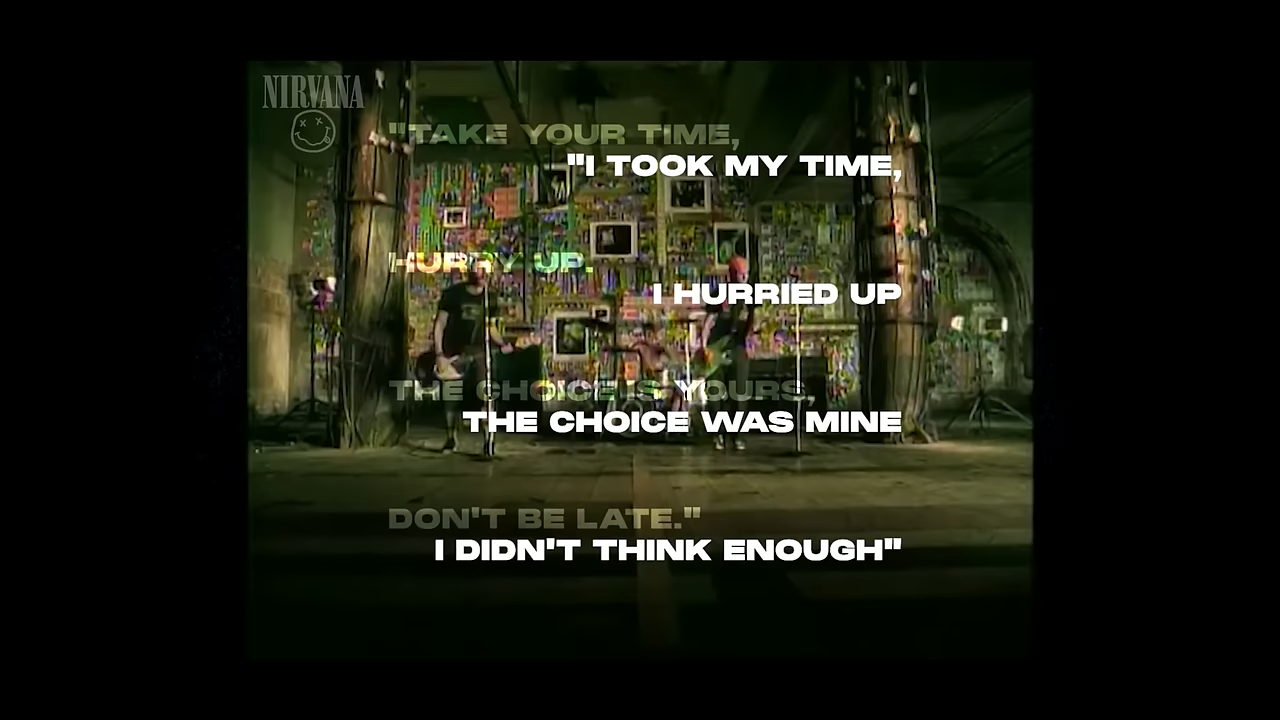 NIRVANA
"TAKE YOUR TIME,
"I TOOK MY TIME,
HURRY UP.
I HURRIED UP
THE CHOICE IS YOURS,
THE CHOICE WAS MINE
DON'T BE LATE."
I DIDN'T THINK ENOUGH"